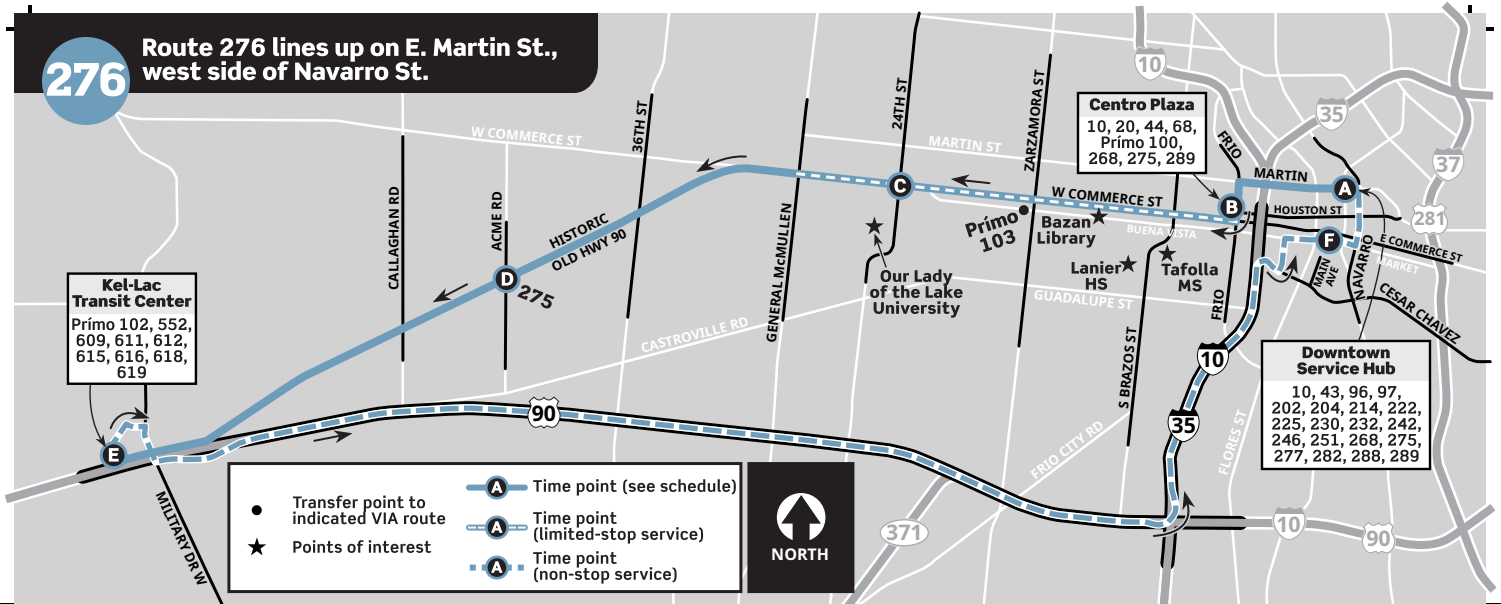 276
Route 276 lines up on E. Martin St.,
west side of Navarro St.
W COMMERCE ST
CALLAGHAN RD
ACME RD
36TH ST
GENERAL McMULLEN
24TH ST
ZARZAMORA ST
MARTIN ST
Centro Plaza
10, 20, 44, 68,
Prímo 100,
268, 275, 289
10
35
37
281
FRIO
MARTIN
A
B
C
W COMMERCE ST
HOUSTON ST
BUENA VISTA
E COMMERCE ST
MARKET
F
MAIN
AVE
NAVARRO
CESAR CHAVEZ
Prímo
103
Bazan
Library
Lanier
HS
Tafolla
MS
Our Lady
of the Lake
University
GUADALUPE ST
FRIO
HISTORIC
OLD HWY 90
D
275
CASTROVILLE RD
S BRAZOS ST
10
35
FLORES ST
FRIO CITY RD
Kel-Lac
Transit Center
Prímo 102, 552,
609, 611, 612,
615, 616, 618,
619
E
90
MILITARY DR W
Downtown
Service Hub
10, 43, 96, 97,
202, 204, 214, 222,
225, 230, 232, 242,
246, 251, 268, 275,
277, 282, 288, 289
371
10
90
Transfer point to
indicated VIA route
Points of interest
A Time point (see schedule)
A Time point
(limited-stop service)
A Time point
(non-stop service)
NORTH